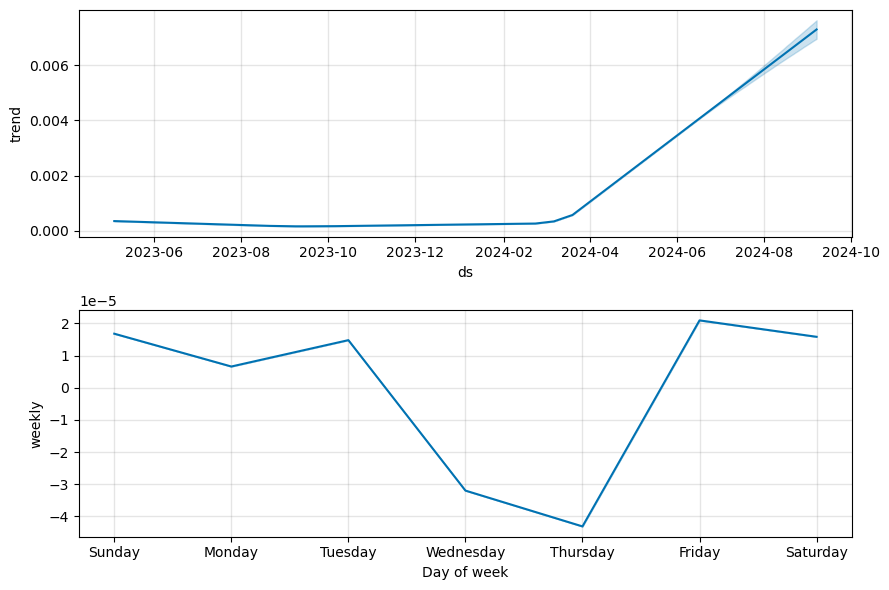 0.006
0.004
0.002
0.000
trend
2023-06 2023-08 2023-10 2023-12 2024-02 2024-04 2024-06 2024-08 2024-10
ds
1e−5
2
1
0
−1
−2
−3
−4
weekly
Sunday Monday Tuesday Wednesday Thursday Friday Saturday
Day of week